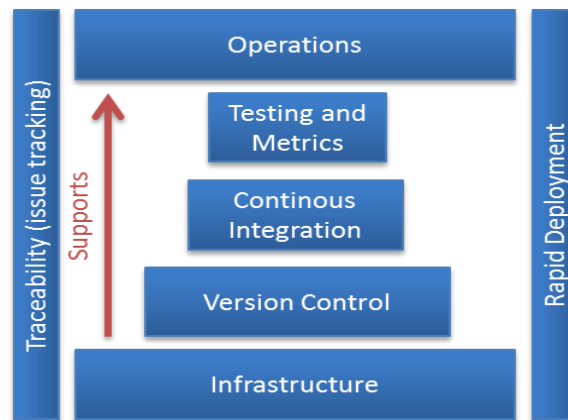 Operations
Testing and
Metrics
Continous
Integration
Version Control
Infrastructure
Traceability (issue tracking)
Supports
Rapid Deployment